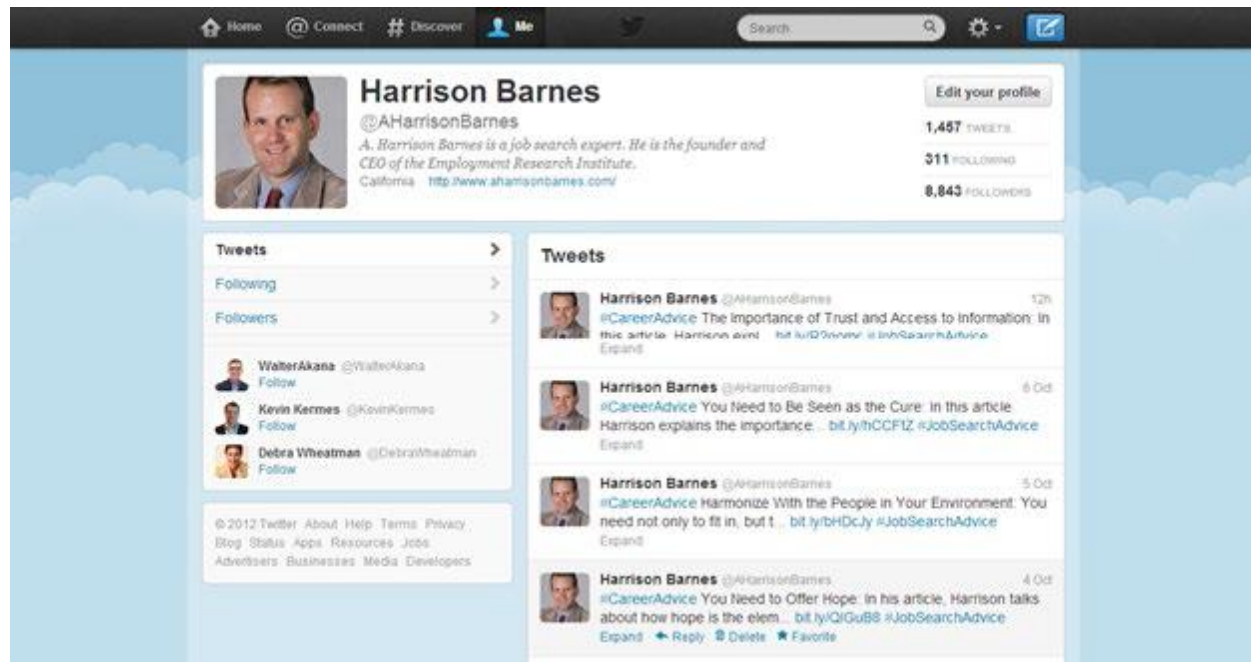 Home @ Connect # Discover Me Search
Harrison Barnes
@AHarrisonBarnes
A. Harrison Barnes is a job search expert. He is the founder and
CEO of the Employment Research Institute.
California http://www.aharrisonbarnes.com/
Edit your profile
1,457 TWEETS
311 FOLLOWING
8,843 FOLLOWERS
Tweets
Following
Followers
WalterAkana @WalterAkana
Follow
Kevin Kermes @KevinKermes
Follow
Debra Wheatman @DebraWheatman
Follow
© 2012 Twitter About Help Terms Privacy
Blog Status Apps Resources Jobs
Advertisers Businesses Media Developers
Tweets
Harrison Barnes @AHarrisonBarnes 12h
#CareerAdvice The Importance of Trust and Access to Information: In
this article, Harrison expl... #JobSearchAdvice
Expand
Harrison Barnes @AHarrisonBarnes 6 Oct
#CareerAdvice You Need to Be Seen as the Cure: In this article
Harrison explains the importance... bit.ly/hCCFtZ #JobSearchAdvice
Expand
Harrison Barnes @AHarrisonBarnes 5 Oct
#CareerAdvice Harmonize With the People in Your Environment: You
need not only to fit in, but t... bit.ly/bHDcJy #JobSearchAdvice
Expand
Harrison Barnes @AHarrisonBarnes 4 Oct
#CareerAdvice You Need to Offer Hope: In his article, Harrison talks
about how hope is the elem... bit.ly/QlGuB8 #JobSearchAdvice
Expand Reply Delete Favorite